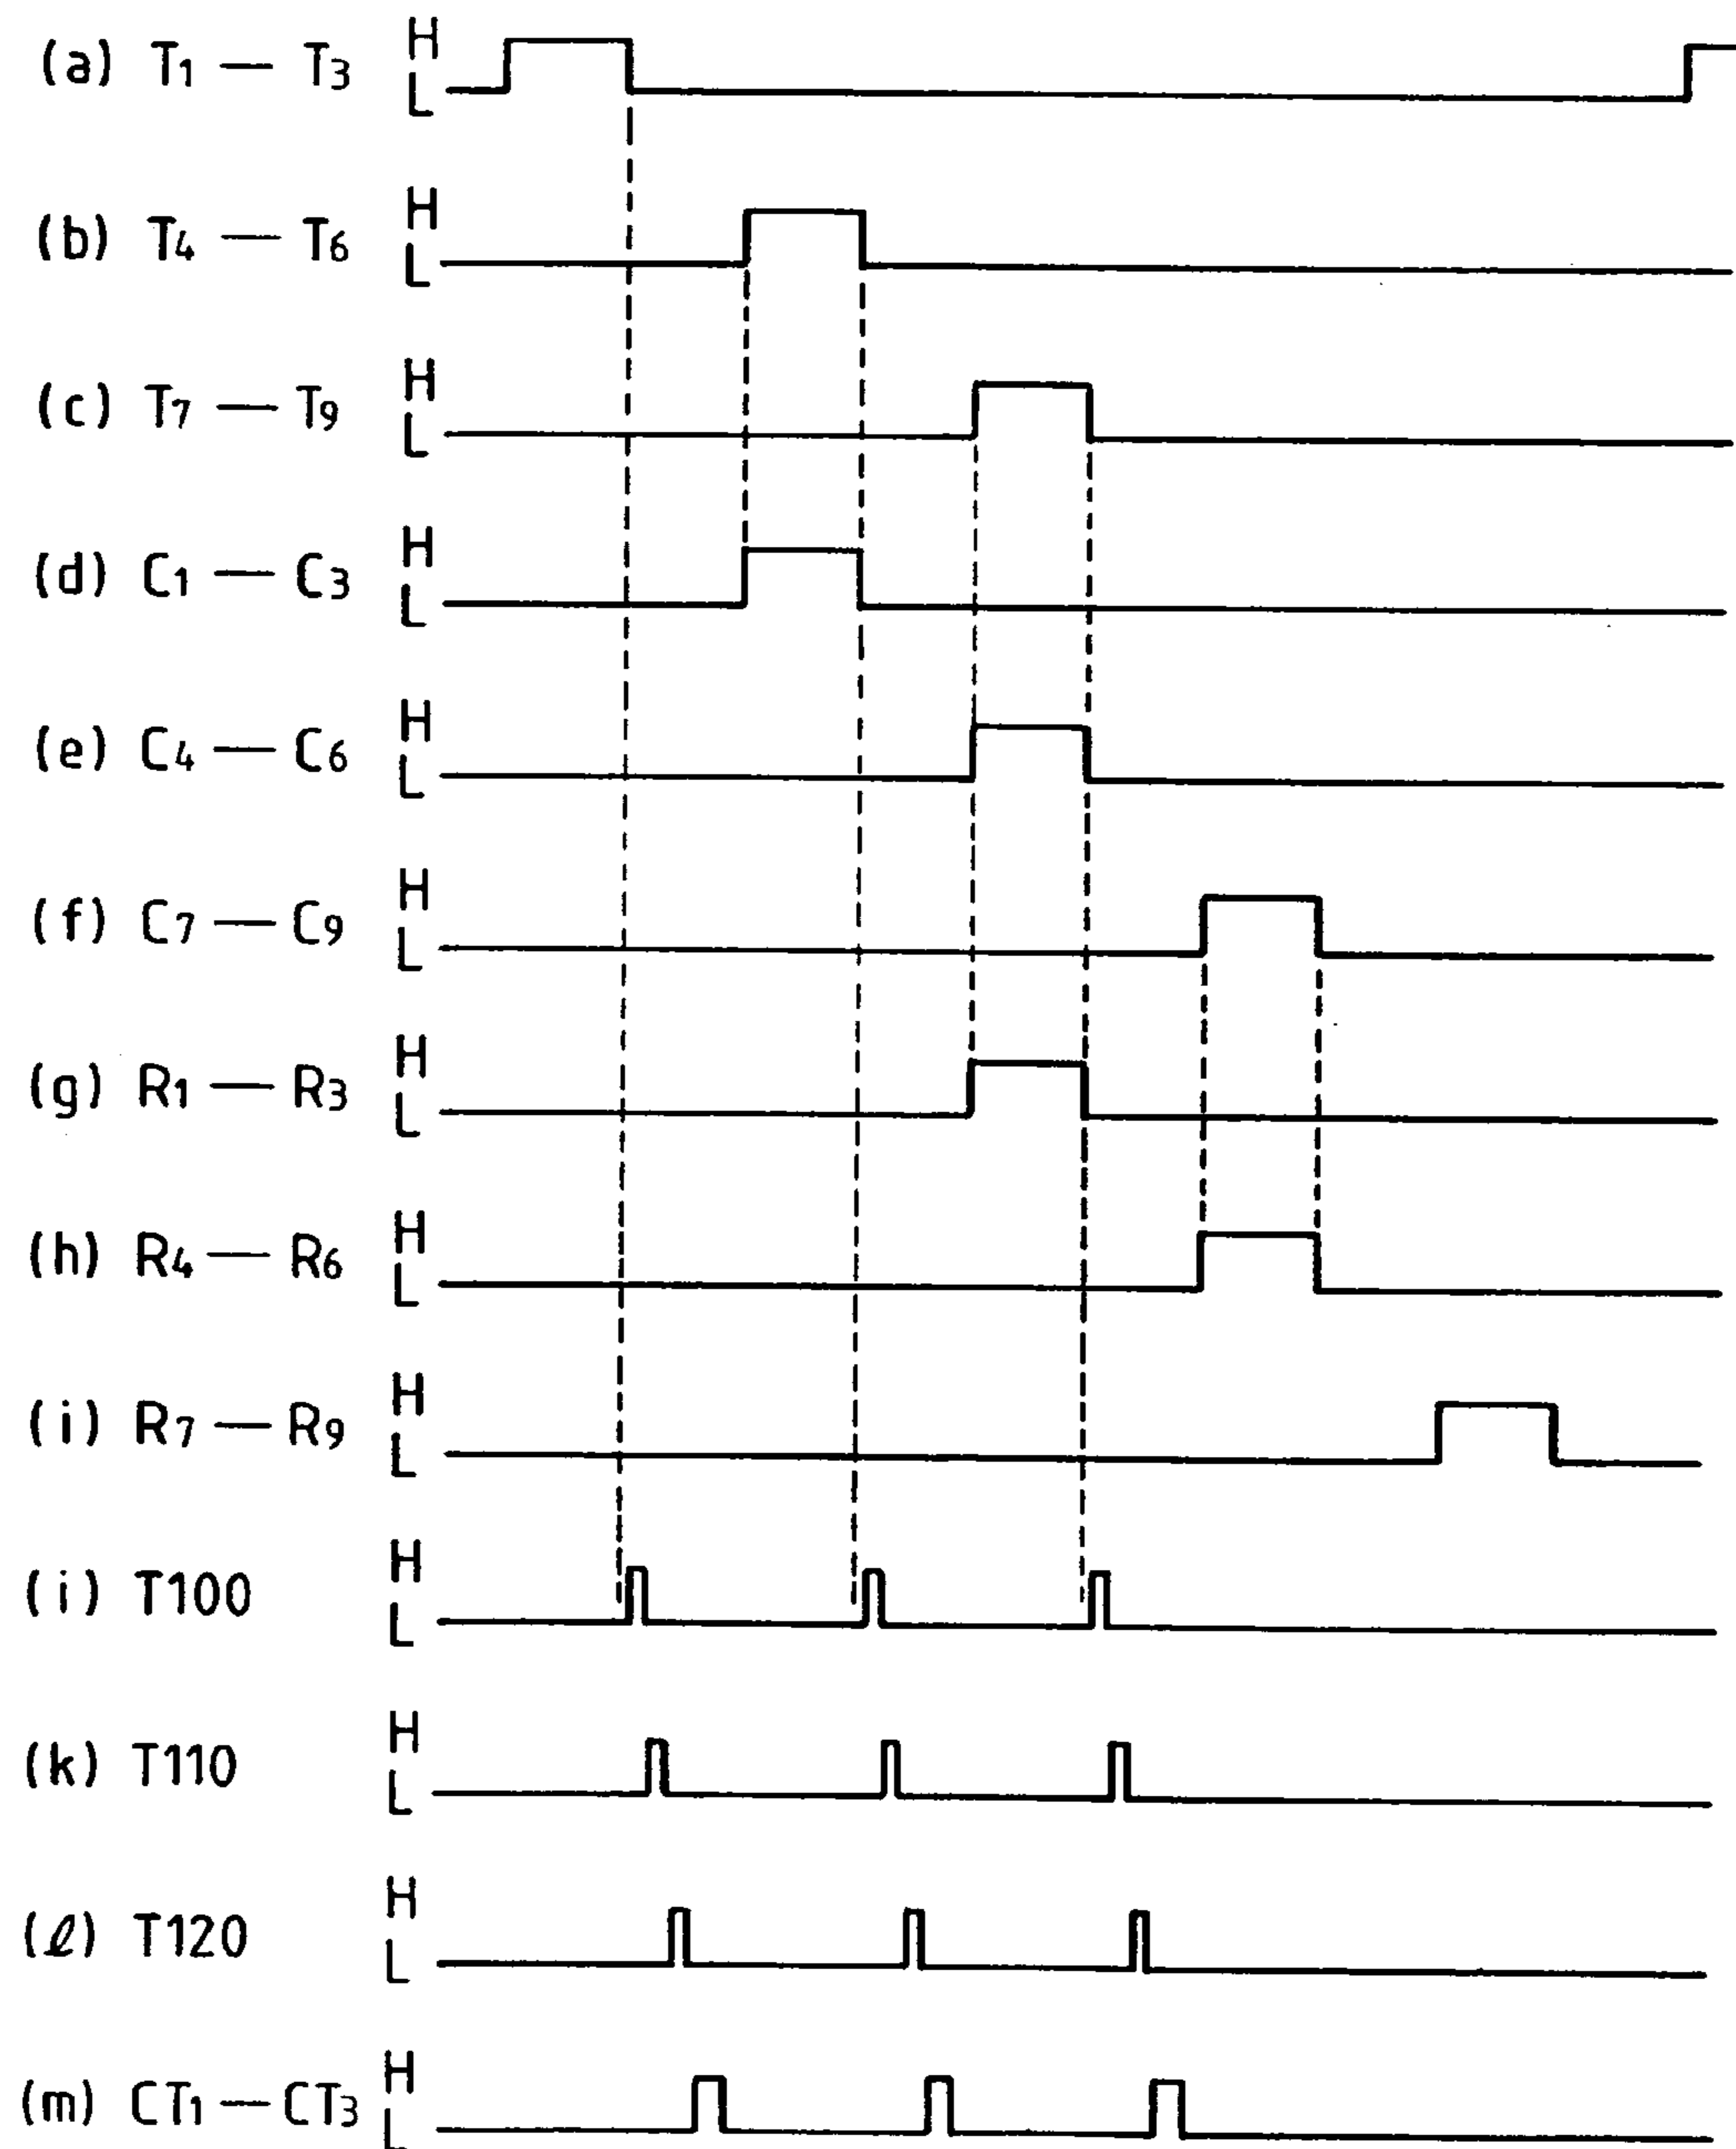 (a) T1 — T3 H L
(b) T4 — T6 H L
(c) T7 — T9 H L
(d) C1 — C3 H L
(e) C4 — C6 H L
(f) C7 — C9 H L
(g) R1 — R3 H L
(h) R4 — R6 H L
(i) R7 — R9 H L
(i) T100 H L
(k) T110 H L
(ℓ) T120 H L
(m) CT1 — CT3 H L